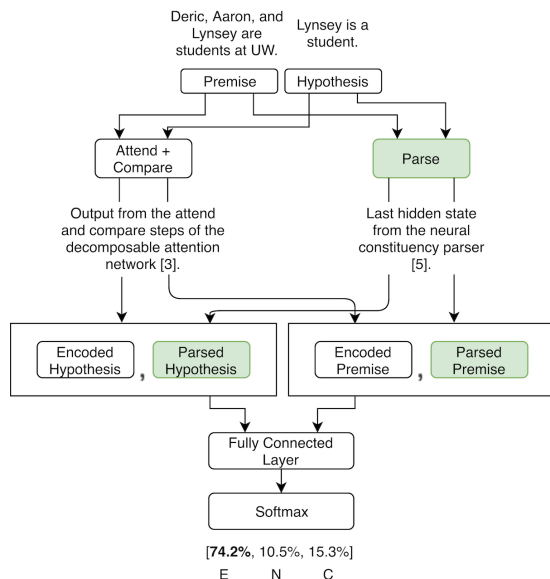 Deric, Aaron, and
Lynsey are
students at UW.
Lynsey is a
student.
Premise
Hypothesis
Attend +
Compare
Parse
Output from the attend
and compare steps of the
decomposable attention
network [3].
Last hidden state
from the neural
constituency parser
[5].
Encoded
Hypothesis
,
Parsed
Hypothesis
Encoded
Premise
,
Parsed
Premise
Fully Connected
Layer
Softmax
[74.2%, 10.5%, 15.3%]
E N C